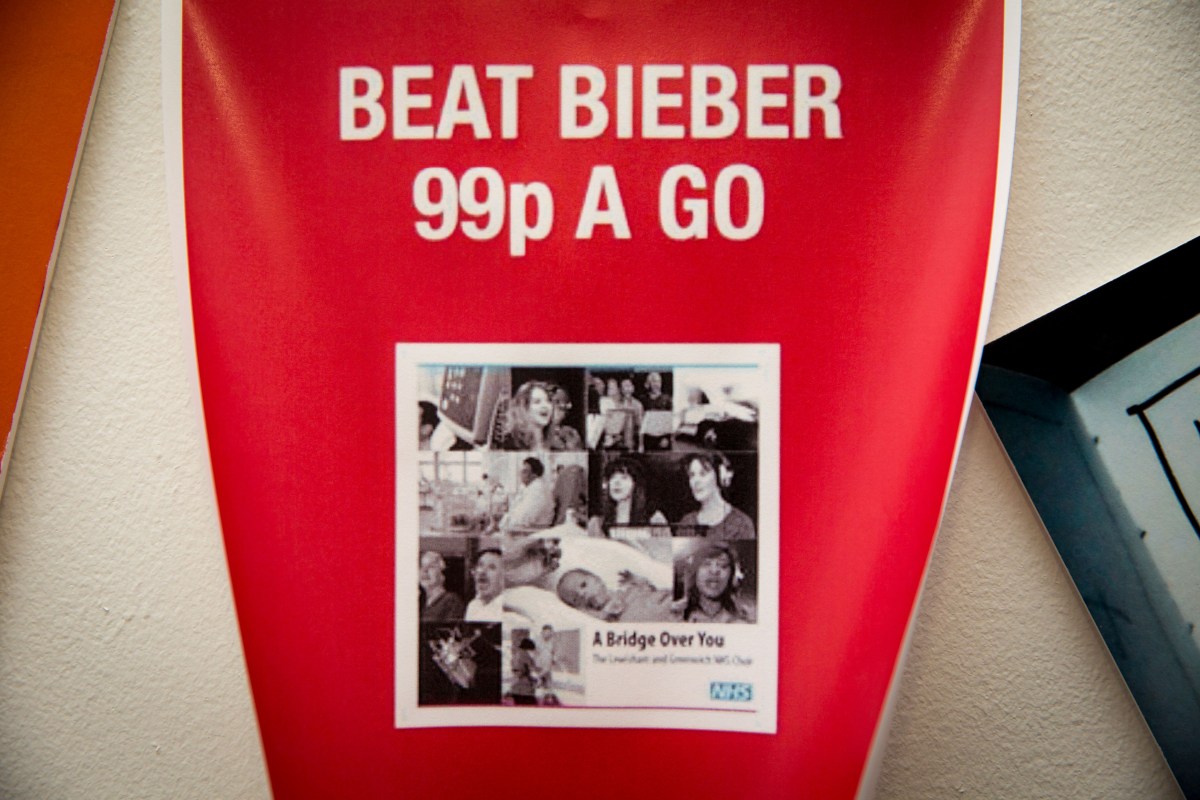 BEAT BIEBER
99p A GO
A Bridge Over You
The Lewisham and Greenwich NHS Choir
NHS